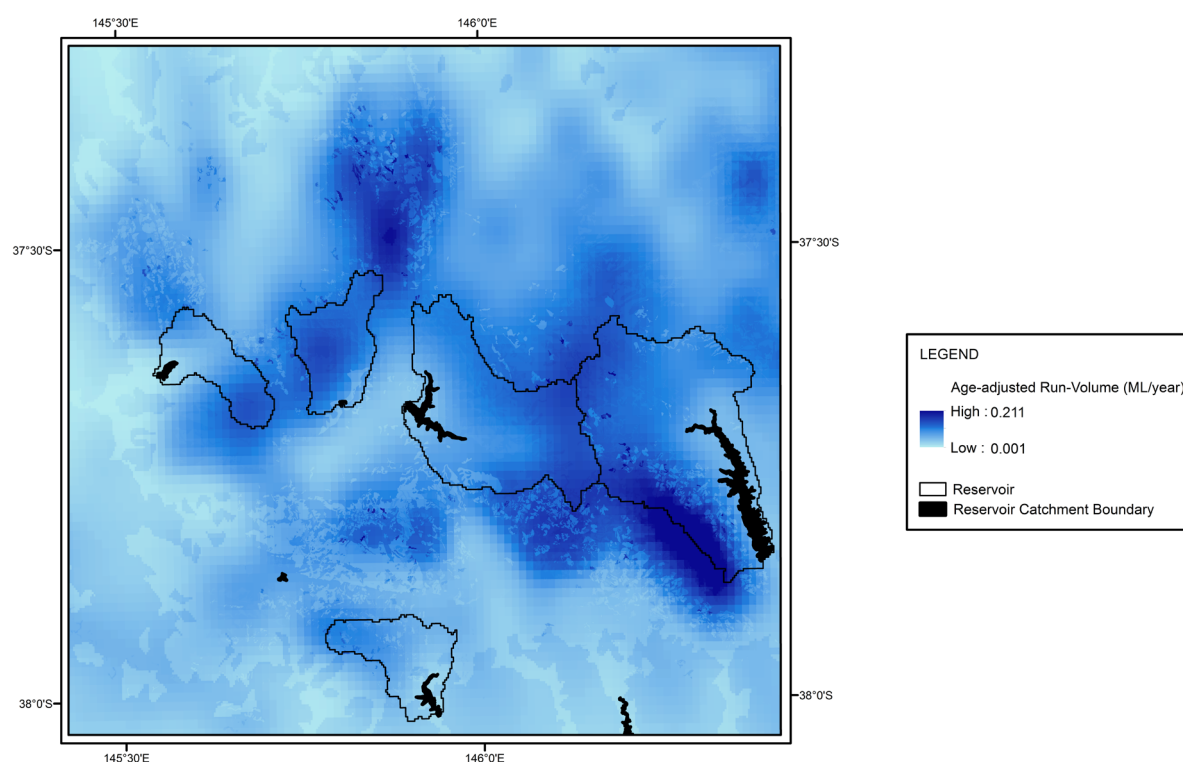 145°30'E
146°0'E
37°30'S
37°30'S
LEGEND
Age-adjusted Run-Volume (ML/year)
High : 0.211
Low : 0.001
Reservoir
Reservoir Catchment Boundary
38°0'S
38°0'S
145°30'E
146°0'E